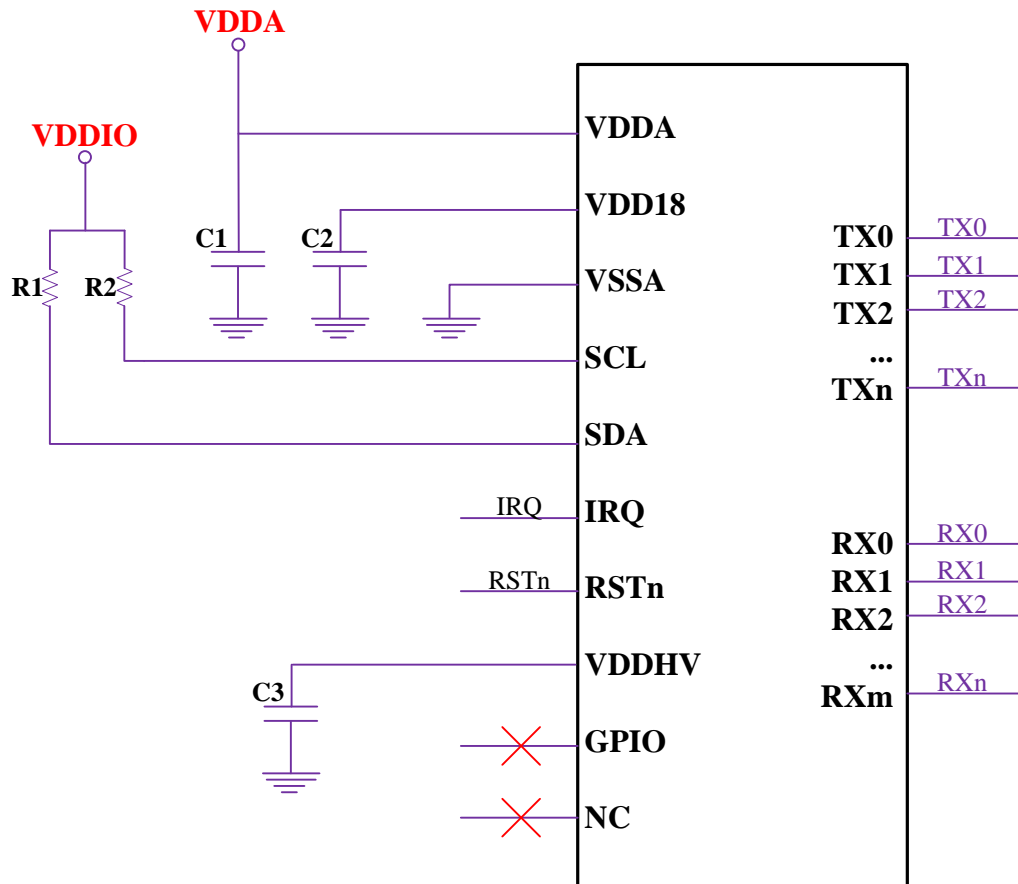 VDDA
VDDIO
C1
C2
R1
R2
C3
VDDA
VDD18
VSSA
SCL
SDA
IRQ
IRQ
RSTn
RSTn
VDDHV
GPIO
NC
TX0
TX0
TX1
TX1
TX2
TX2
...
TXn
TXn
RX0
RX0
RX1
RX1
RX2
RX2
...
RXm
RXn